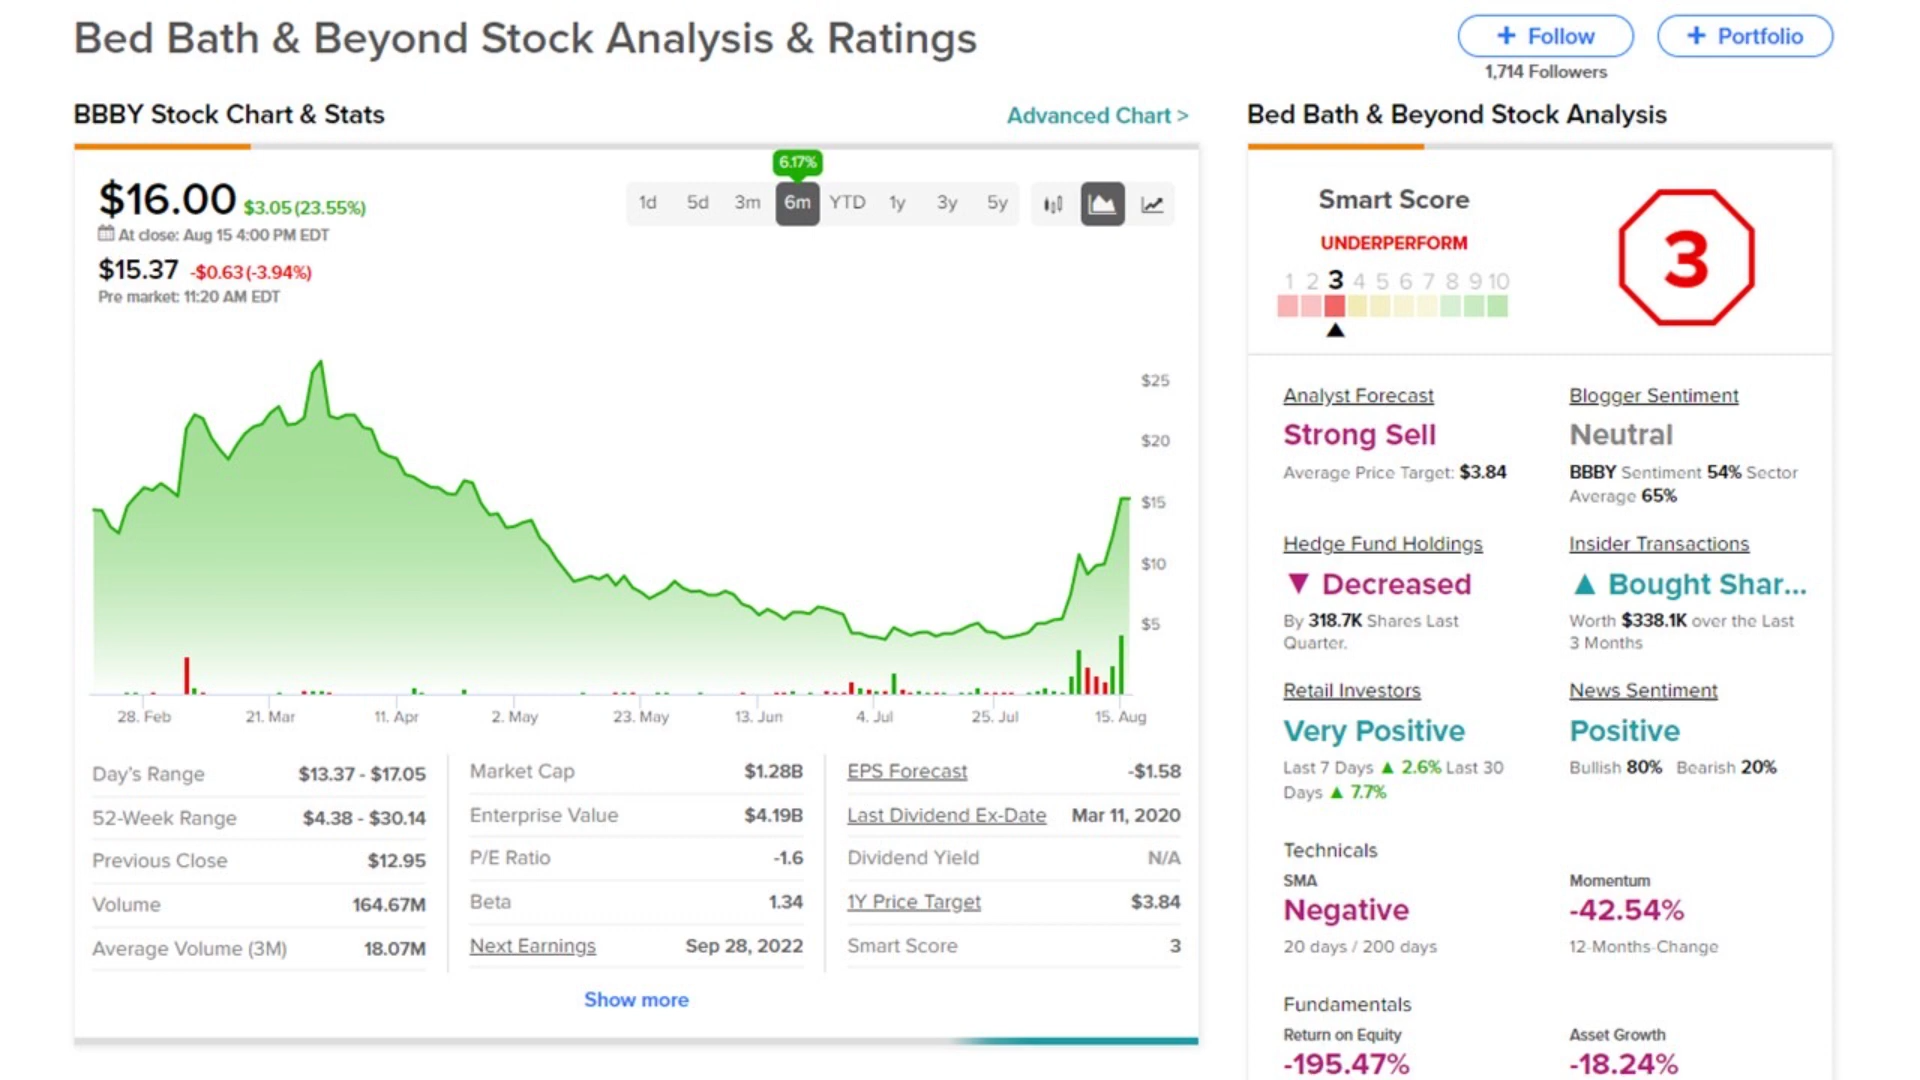 Bed Bath & Beyond Stock Analysis & Ratings
+ Follow
+ Portfolio
1,714 Followers
BBBY Stock Chart & Stats
Advanced Chart >
6.17%
$16.00 $3.05 (23.55%)
1d 5d 3m 6m YTD 1y 3y 5y
At close: Aug 15 4:00 PM EDT
$15.37 -$0.63 (-3.94%)
Pre market: 11:20 AM EDT
$25
$20
$15
$10
$5
28. Feb 21. Mar 11. Apr 2. May 23. May 13. Jun 4. Jul 25. Jul 15. Aug
Day's Range $13.37 - $17.05
52-Week Range $4.38 - $30.14
Previous Close $12.95
Volume 164.67M
Average Volume (3M) 18.07M
Market Cap $1.28B
Enterprise Value $4.19B
P/E Ratio -1.6
Beta 1.34
Next Earnings Sep 28, 2022
EPS Forecast -$1.58
Last Dividend Ex-Date Mar 11, 2020
Dividend Yield N/A
1Y Price Target $3.84
Smart Score 3
Show more
Bed Bath & Beyond Stock Analysis
Smart Score
UNDERPERFORM
1 2 3 4 5 6 7 8 9 10
3
Analyst Forecast
Strong Sell
Average Price Target: $3.84
Blogger Sentiment
Neutral
BBBY Sentiment 54% Sector
Average 65%
Hedge Fund Holdings
▼ Decreased
By 318.7K Shares Last
Quarter.
Insider Transactions
▲ Bought Shar...
Worth $338.1K over the Last
3 Months
Retail Investors
Very Positive
Last 7 Days ▲ 2.6% Last 30
Days ▲ 7.7%
News Sentiment
Positive
Bullish 80% Bearish 20%
Technicals
SMA
Negative
20 days / 200 days
Momentum
-42.54%
12-Months-Change
Fundamentals
Return on Equity
-195.47%
Asset Growth
-18.24%